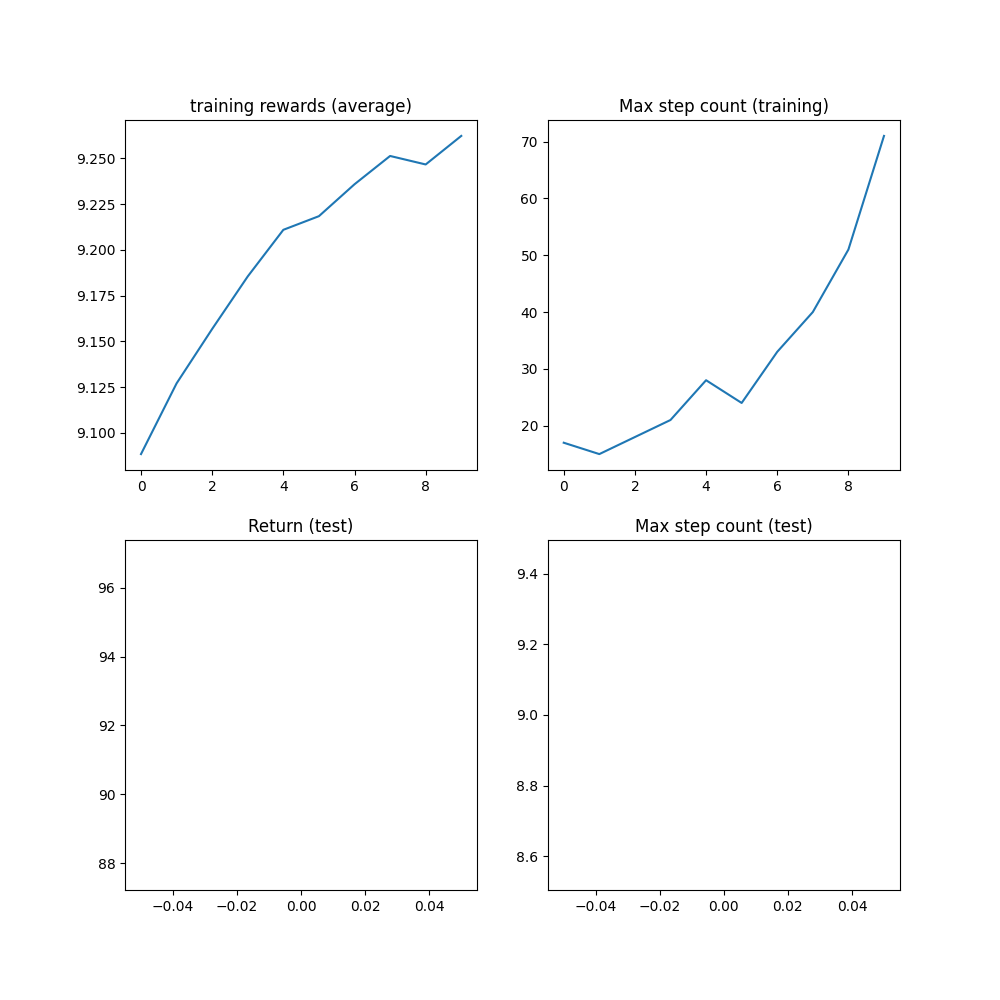 training rewards (average)
9.250
9.225
9.200
9.175
9.150
9.125
9.100
0 2 4 6 8
Max step count (training)
70
60
50
40
30
20
0 2 4 6 8
Return (test)
96
94
92
90
88
−0.04 −0.02 0.00 0.02 0.04
Max step count (test)
9.4
9.2
9.0
8.8
8.6
−0.04 −0.02 0.00 0.02 0.04